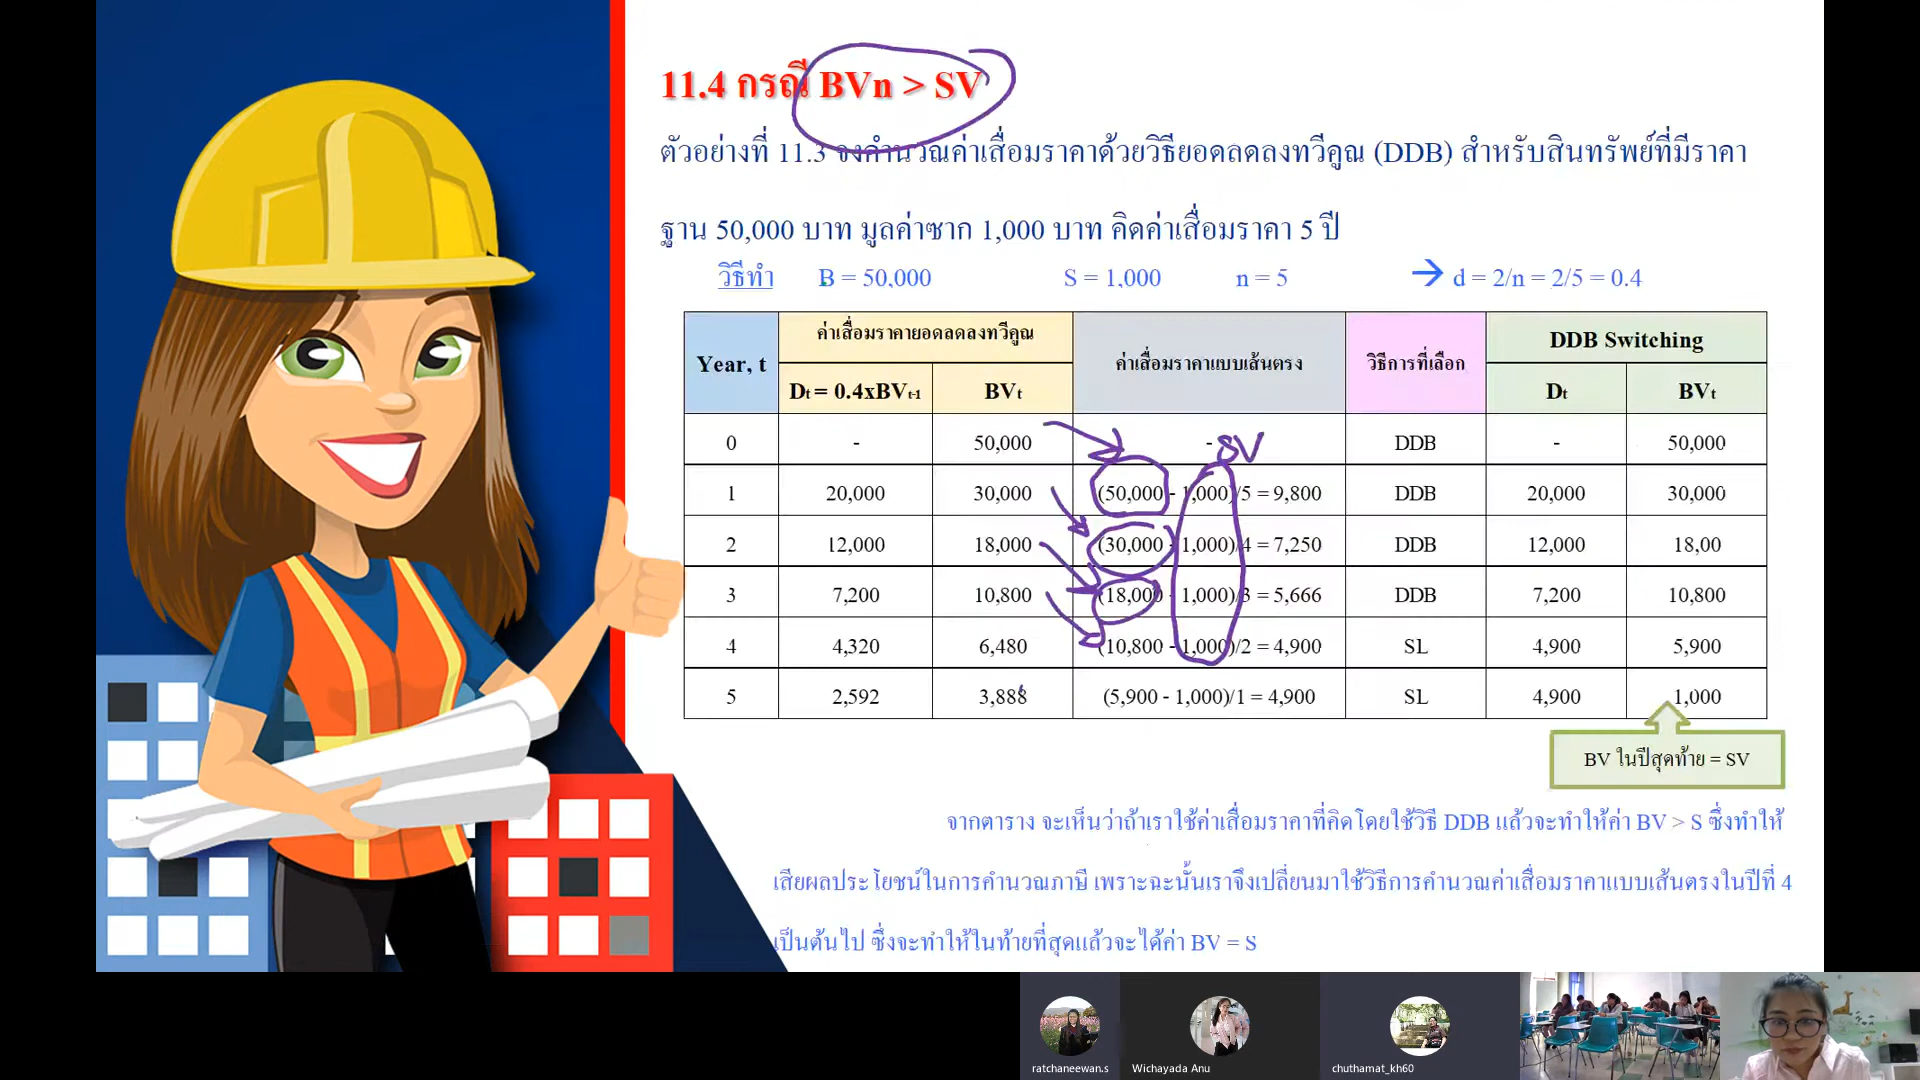 11.4 กรณี BVn > SV
ตัวอย่างที่ 11.3 จงคำนวณค่าเสื่อมราคาด้วยวิธียอดลดลงทวีคูณ (DDB) สำหรับสินทรัพย์ที่มีราคา
ฐาน 50,000 บาท มูลค่าซาก 1,000 บาท คิดค่าเสื่อมราคา 5 ปี
วิธีทำ B = 50,000 S = 1,000 n = 5 → d = 2/n = 2/5 = 0.4
Year, t ค่าเสื่อมราคายอดลดลงทวีคูณ ค่าเสื่อมราคาแบบเส้นตรง วิธีการที่เลือก DDB Switching
Dt = 0.4xBVt-1 BVt Dt BVt
0 - 50,000 - DDB - 50,000
SV
1 20,000 30,000 (50,000 - 1,000)/5 = 9,800 DDB 20,000 30,000
2 12,000 18,000 (30,000 - 1,000)/4 = 7,250 DDB 12,000 18,00
3 7,200 10,800 (18,000 - 1,000)/3 = 5,666 DDB 7,200 10,800
4 4,320 6,480 (10,800 - 1,000)/2 = 4,900 SL 4,900 5,900
5 2,592 3,888 (5,900 - 1,000)/1 = 4,900 SL 4,900 1,000
BV ในปีสุดท้าย = SV
จากตาราง จะเห็นว่าถ้าเราใช้ค่าเสื่อมราคาที่คิดโดยใช้วิธี DDB แล้วจะทำให้ค่า BV > S ซึ่งทำให้
เสียผลประโยชน์ในการคำนวณภาษี เพราะฉะนั้นเราจึงเปลี่ยนมาใช้วิธีการคำนวณค่าเสื่อมราคาแบบเส้นตรงในปีที่ 4
เป็นต้นไป ซึ่งจะทำให้ในท้ายที่สุดแล้วจะได้ค่า BV = S
ratchaneewan.s Wichayada Anu chuthamat_kh60